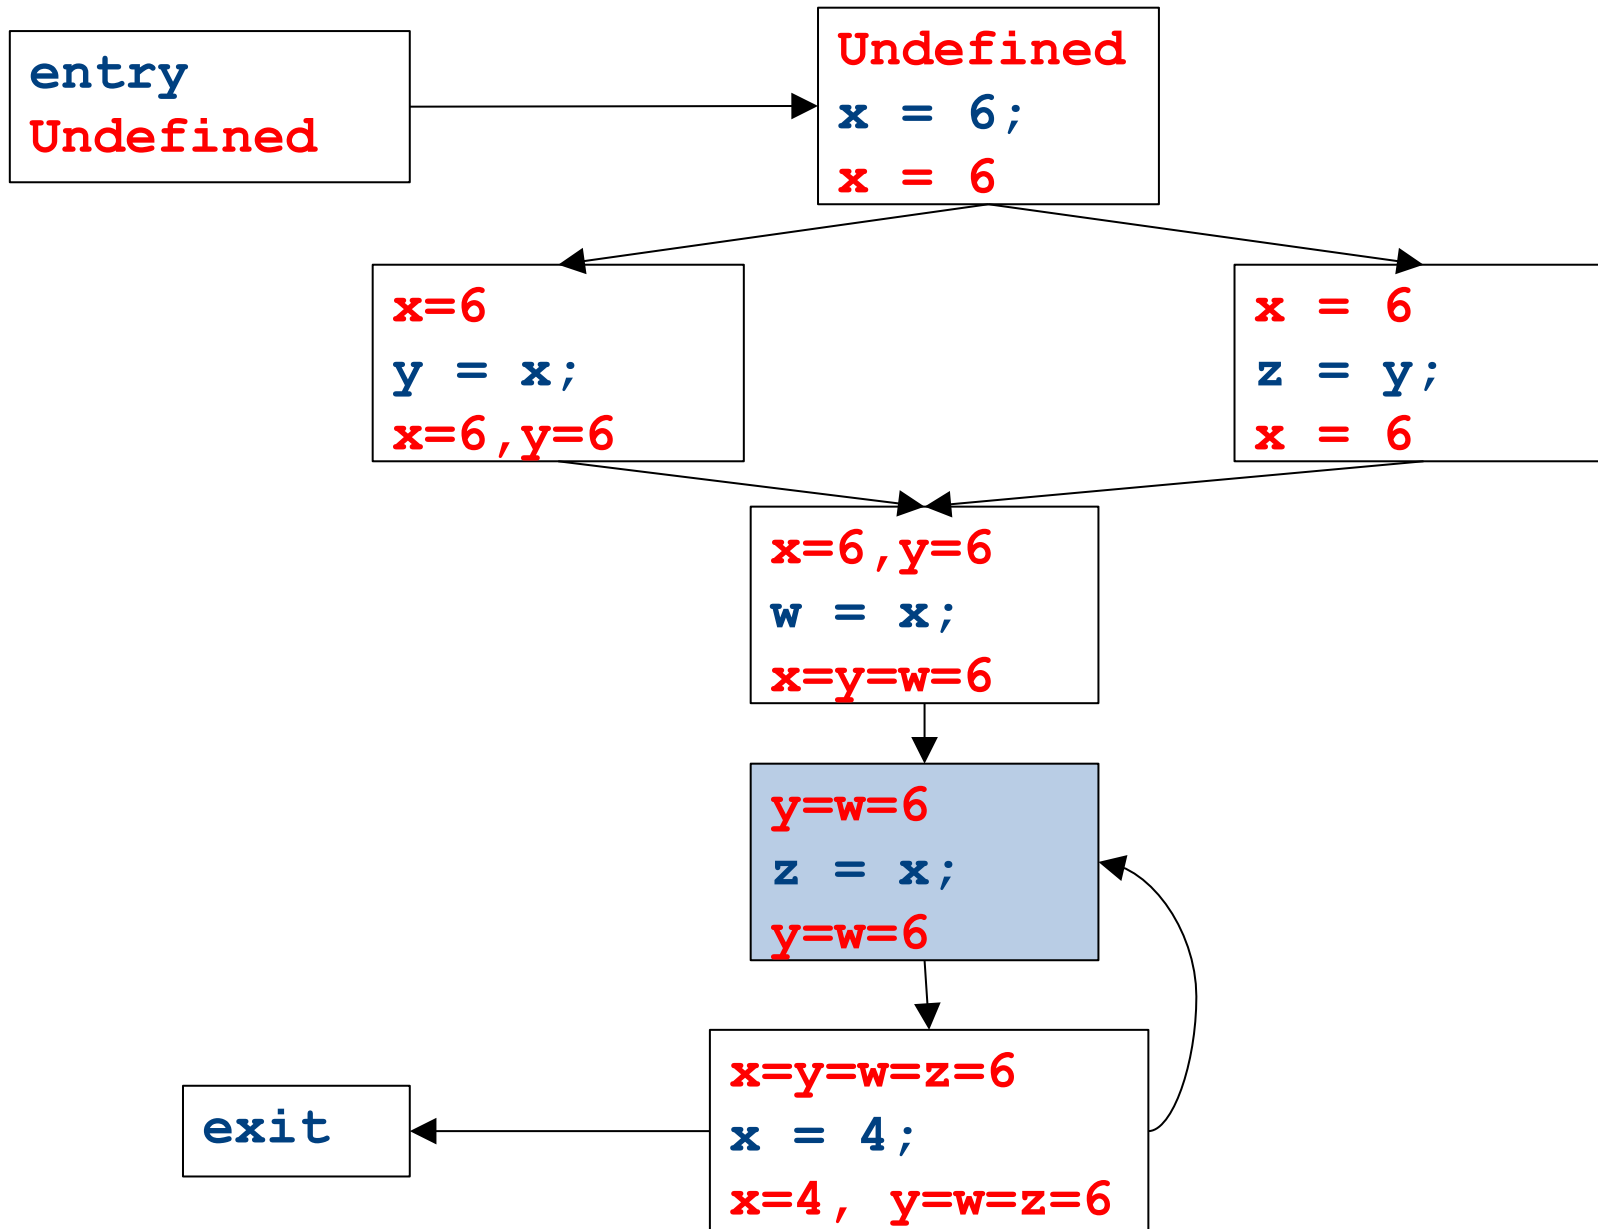 entry
Undefined
Undefined
x = 6;
x = 6
x=6
y = x;
x=6,y=6
x = 6
z = y;
x = 6
x=6,y=6
w = x;
x=y=w=6
y=w=6
z = x;
y=w=6
x=y=w=z=6
x = 4;
x=4, y=w=z=6
exit